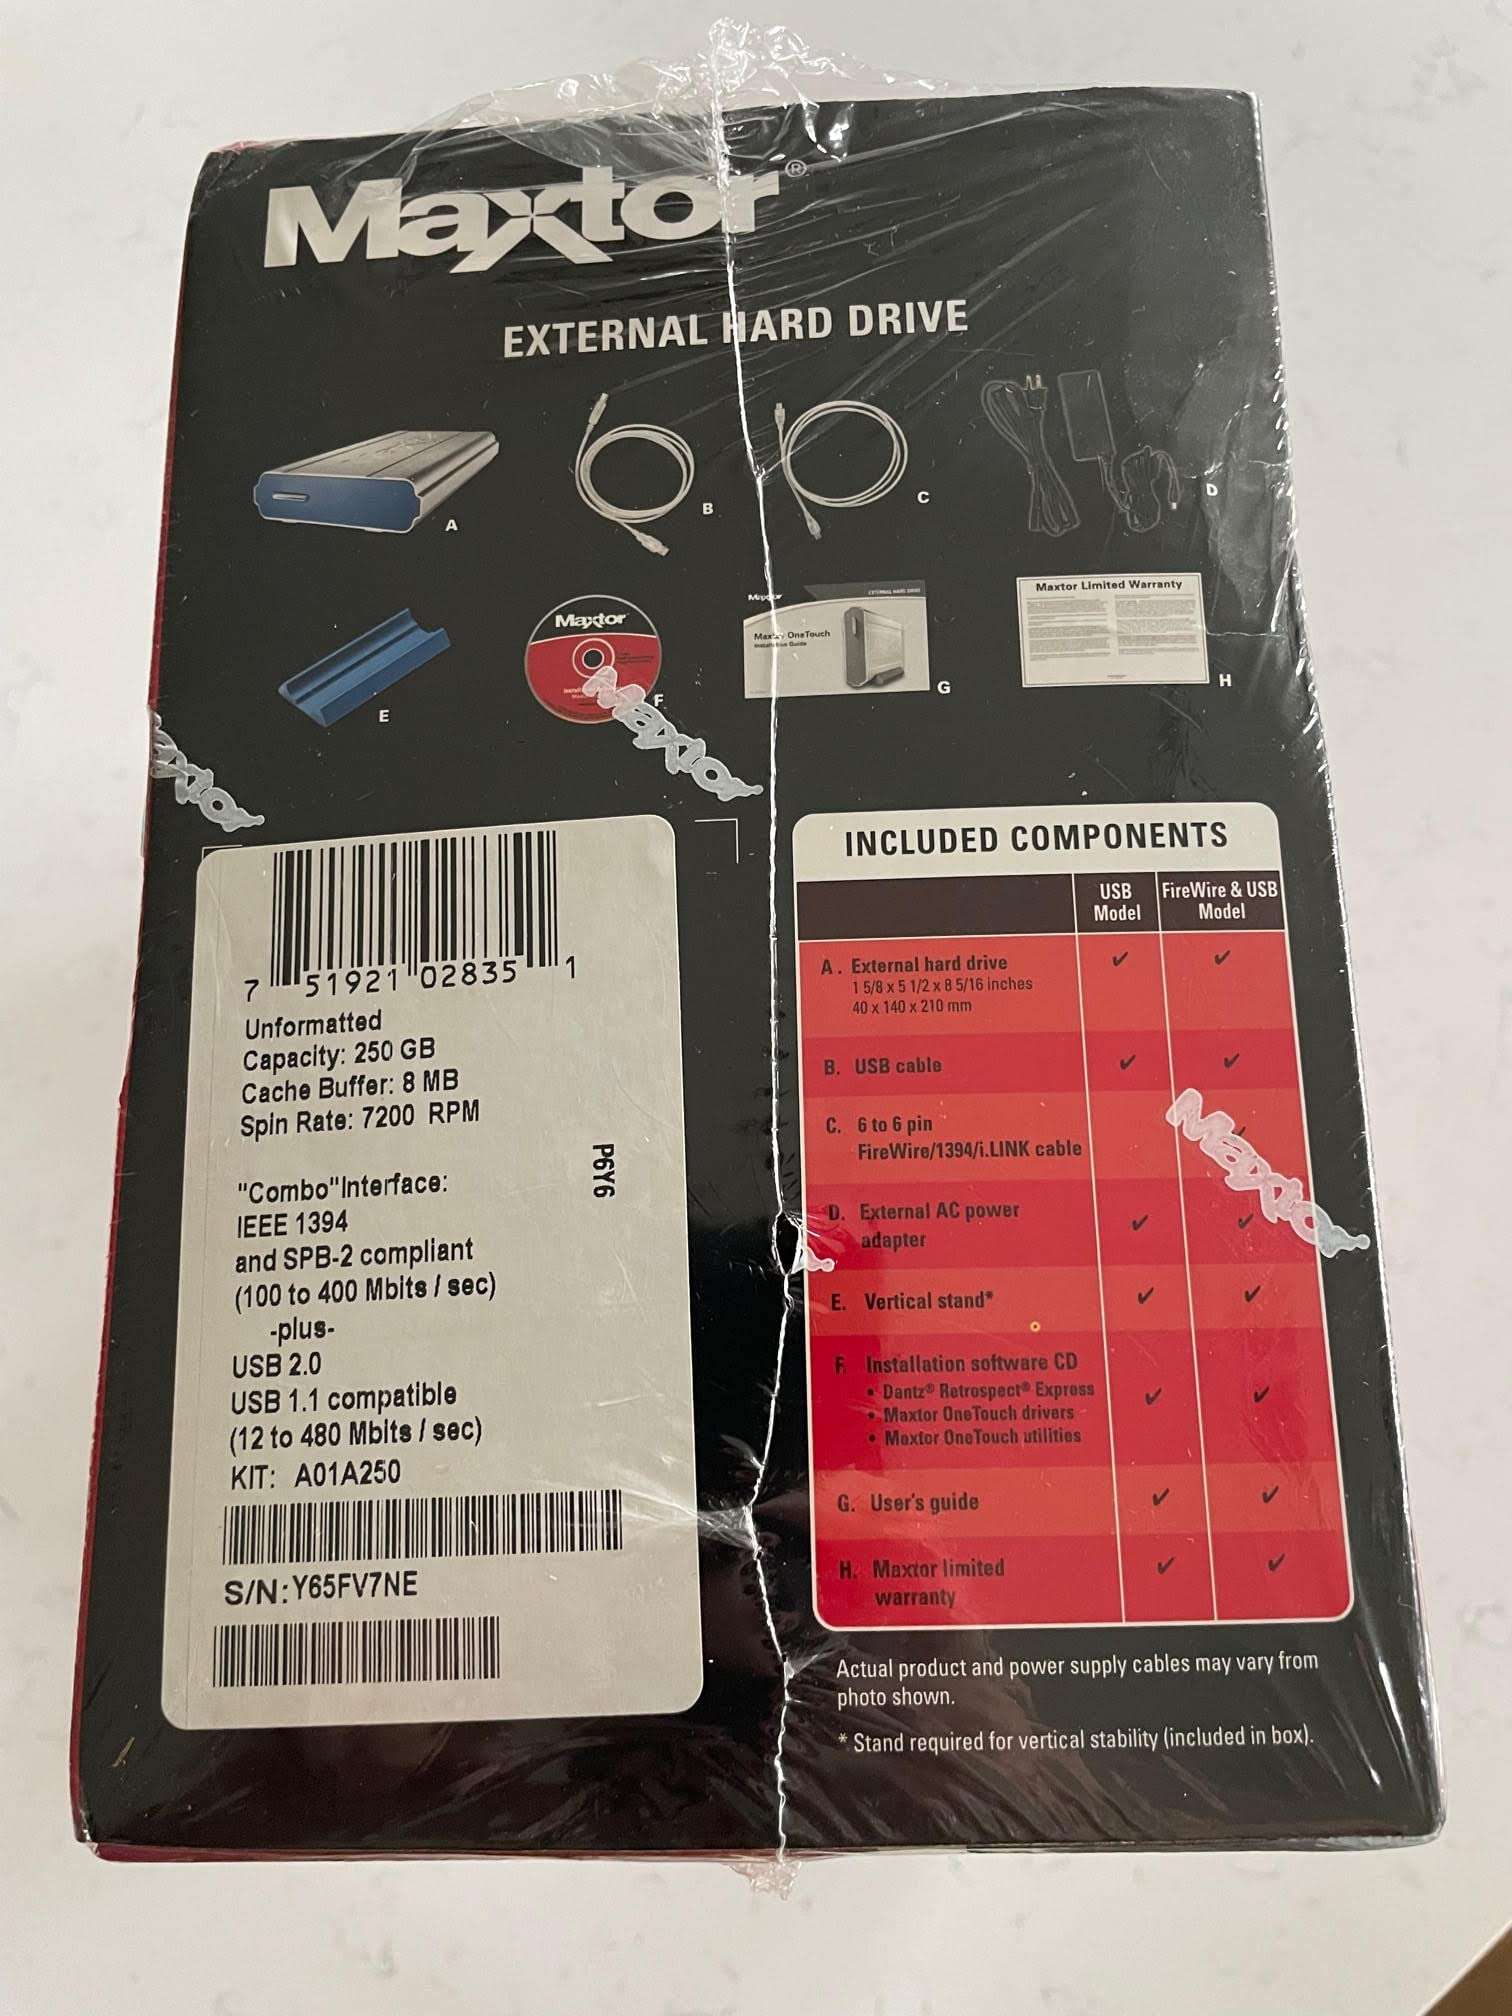 Maxtor®
EXTERNAL HARD DRIVE
A
B
C
D
E
Maxtor
F
Maxtor
EXTERNAL HARD DRIVE
Maxtor OneTouch
Installation Guide
G
Maxtor Limited Warranty
H
Maxtor
Maxtor
7 51921 02835 1
Unformatted
Capacity: 250 GB
Cache Buffer: 8 MB
Spin Rate: 7200 RPM
P6Y6
"Combo"Interface:
IEEE 1394
and SPB-2 compliant
(100 to 400 Mbits / sec)
-plus-
USB 2.0
USB 1.1 compatible
(12 to 480 Mbits / sec)
KIT: A01A250
S/N:Y65FV7NE
INCLUDED COMPONENTS
USB Model
FireWire & USB Model
A. External hard drive
1 5/8 x 5 1/2 x 8 5/16 inches
40 x 140 x 210 mm
✔ ✔
B. USB cable ✔ ✔
C. 6 to 6 pin
FireWire/1394/i.LINK cable ✔
Maxtor
D. External AC power
adapter ✔ ✔
E. Vertical stand* ✔ ✔
F. Installation software CD
• Dantz® Retrospect® Express ✔ ✔
• Maxtor OneTouch drivers
• Maxtor OneTouch utilities
G. User's guide ✔ ✔
H. Maxtor limited
warranty ✔ ✔
Actual product and power supply cables may vary from
photo shown.
* Stand required for vertical stability (included in box).